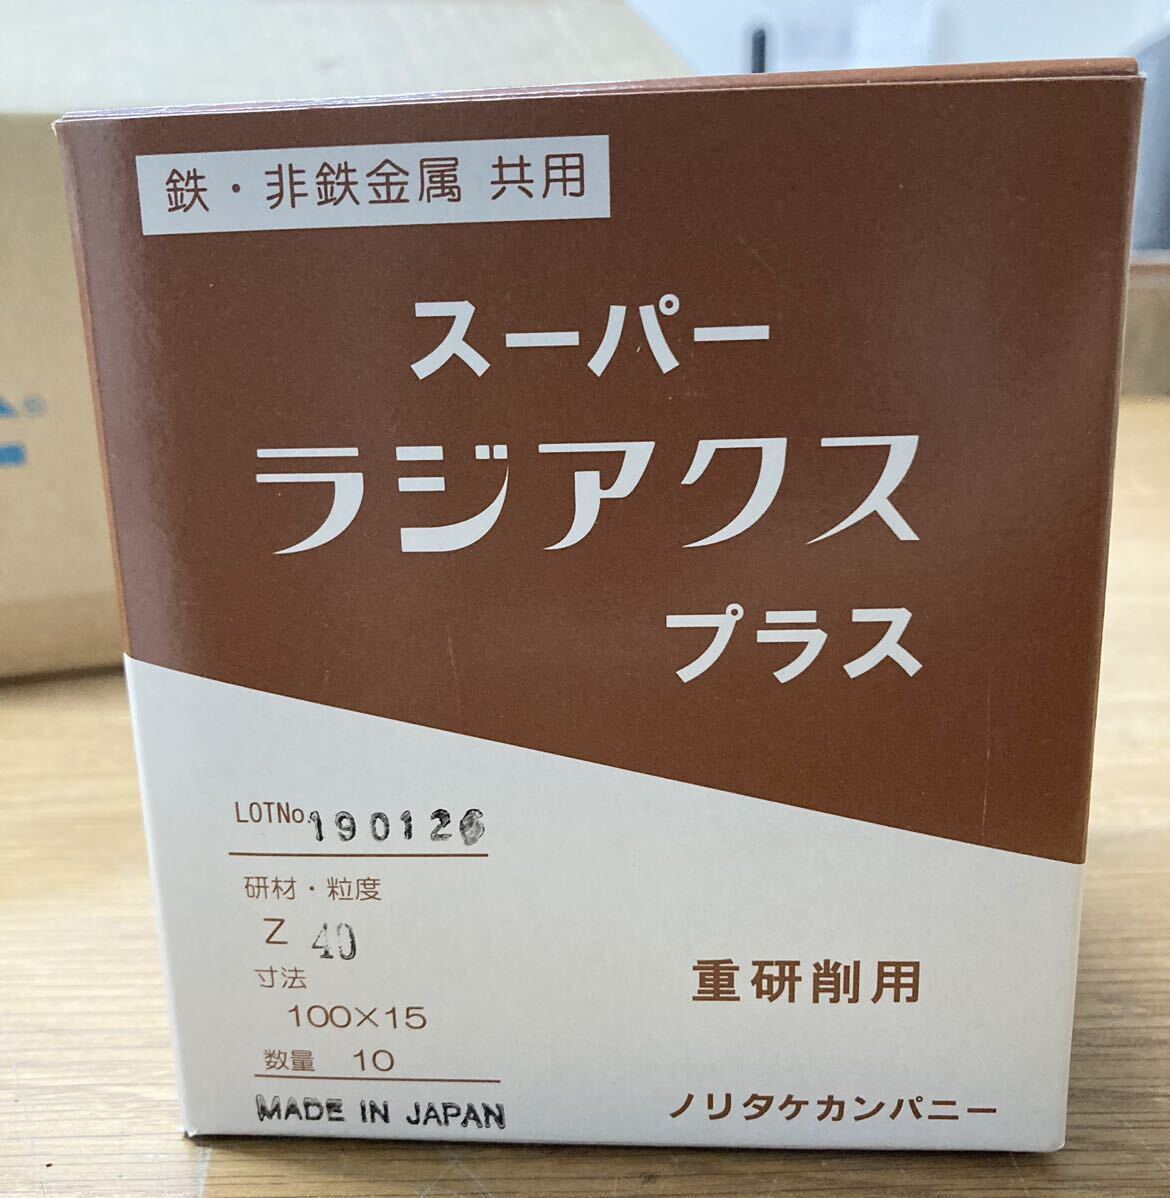 鉄・非鉄金属 共用
スーパー
ラジアクス
プラス
LOTNo. 190126
研材・粒度
Z 40
寸法
100×15
数量 10
MADE IN JAPAN
重研削用
ノリタケカンパニー